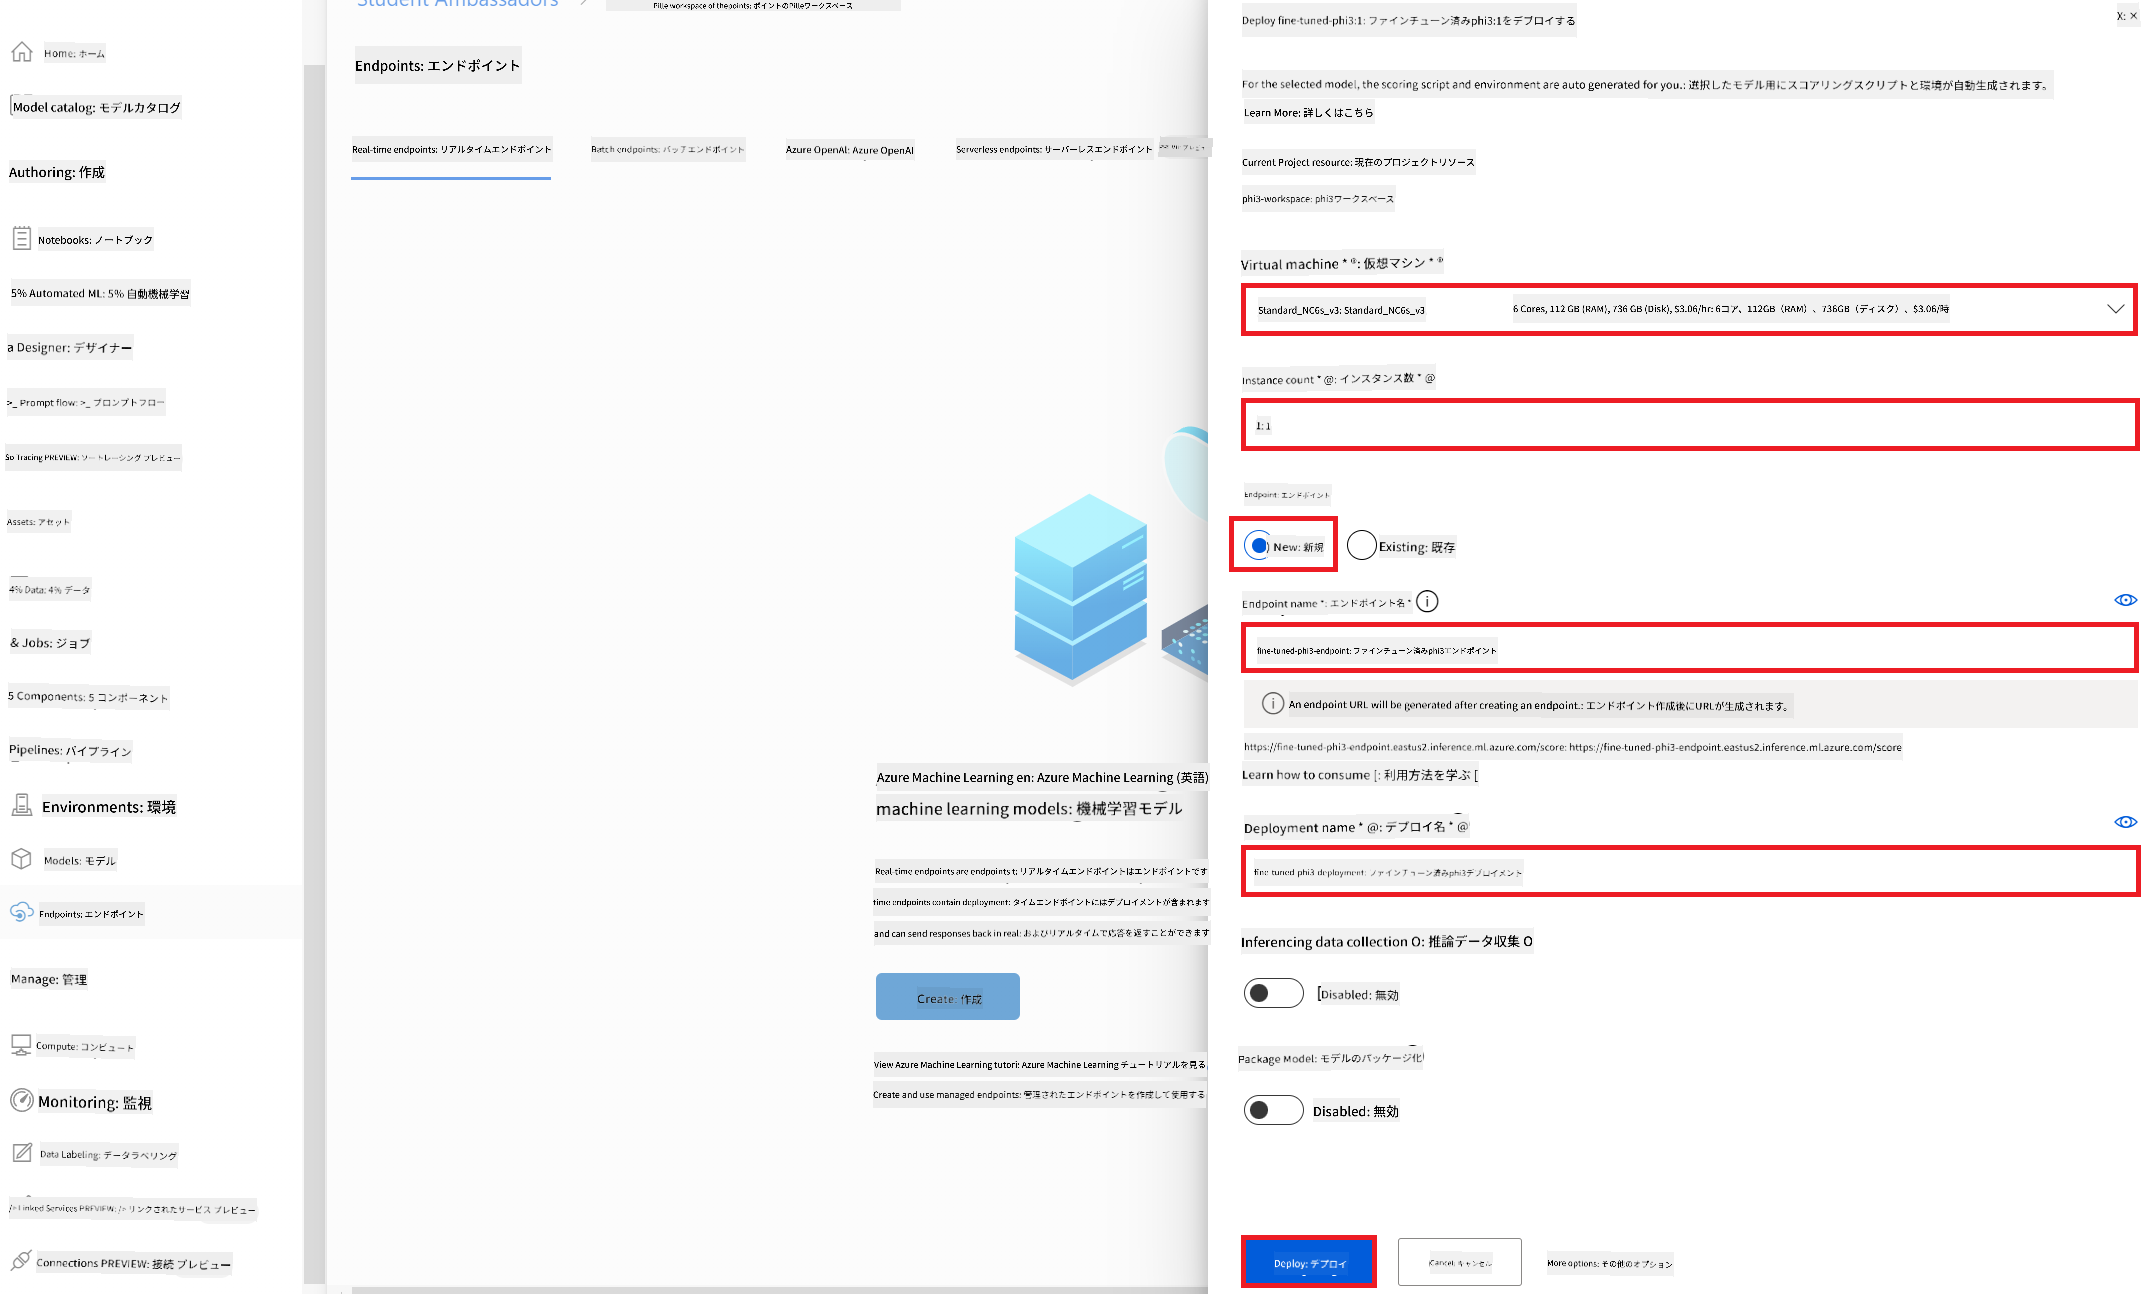 Student Ambassadors
Pille workspace of thepoints: ポイントのPilleワークスペース
Home: ホーム
Model catalog: モデルカタログ
Authoring: 作成
Notebooks: ノートブック
5% Automated ML: 5% 自動機械学習
a Designer: デザイナー
>_ Prompt flow: >_ プロンプトフロー
So Tracing PREVIEW: ソートレーシング プレビュー
Assets: アセット
4% Data: 4% データ
& Jobs: ジョブ
5 Components: 5 コンポーネント
Pipelines: パイプライン
Environments: 環境
Models: モデル
Endpoints: エンドポイント
Manage: 管理
Compute: コンピュート
Monitoring: 監視
Data Labeling: データラベリング
/> Linked Services PREVIEW: /> リンクされたサービス プレビュー
Connections PREVIEW: 接続 プレビュー
Endpoints: エンドポイント
Real-time endpoints: リアルタイムエンドポイント
Batch endpoints: バッチエンドポイント
Azure OpenAI: Azure OpenAI
Serverless endpoints: サーバーレスエンドポイント
Azure Machine Learning en: Azure Machine Learning (英語)
machine learning models: 機械学習モデル
Real-time endpoints are endpoints t: リアルタイムエンドポイントはエンドポイントです
time endpoints contain deployment: タイムエンドポイントにはデプロイメントが含まれます
and can send responses back in real: およびリアルタイムで応答を返すことができます
Create: 作成
View Azure Machine Learning tutori: Azure Machine Learning チュートリアルを見る
Create and use managed endpoints: 管理されたエンドポイントを作成して使用する
Deploy fine-tuned-phi3:1: ファインチューン済みphi3:1をデプロイする
X: ×
For the selected model, the scoring script and environment are auto generated for you.: 選択したモデル用にスコアリングスクリプトと環境が自動生成されます。
Learn More: 詳しくはこちら
Current Project resource: 現在のプロジェクトリソース
phi3-workspace: phi3ワークスペース
Virtual machine * ®: 仮想マシン * ®
Standard_NC6s_v3: Standard_NC6s_v3
6 Cores, 112 GB (RAM), 736 GB (Disk), $3.06/hr: 6コア、112GB（RAM）、736GB（ディスク）、$3.06/時
Instance count * @: インスタンス数 * @
1: 1
Endpoint: エンドポイント
) New: 新規
Existing: 既存
Endpoint name *: エンドポイント名 *
fine-tuned-phi3-endpoint: ファインチューン済みphi3エンドポイント
An endpoint URL will be generated after creating an endpoint.: エンドポイント作成後にURLが生成されます。
https://fine-tuned-phi3-endpoint.eastus2.inference.ml.azure.com/score: https://fine-tuned-phi3-endpoint.eastus2.inference.ml.azure.com/score
Learn how to consume [: 利用方法を学ぶ [
Deployment name * @: デプロイ名 * @
fine-tuned-phi3-deployment: ファインチューン済みphi3デプロイメント
Inferencing data collection O: 推論データ収集 O
[Disabled: 無効
Package Model: モデルのパッケージ化
Disabled: 無効
Deploy: デプロイ
Cancel: キャンセル
More options: その他のオプション